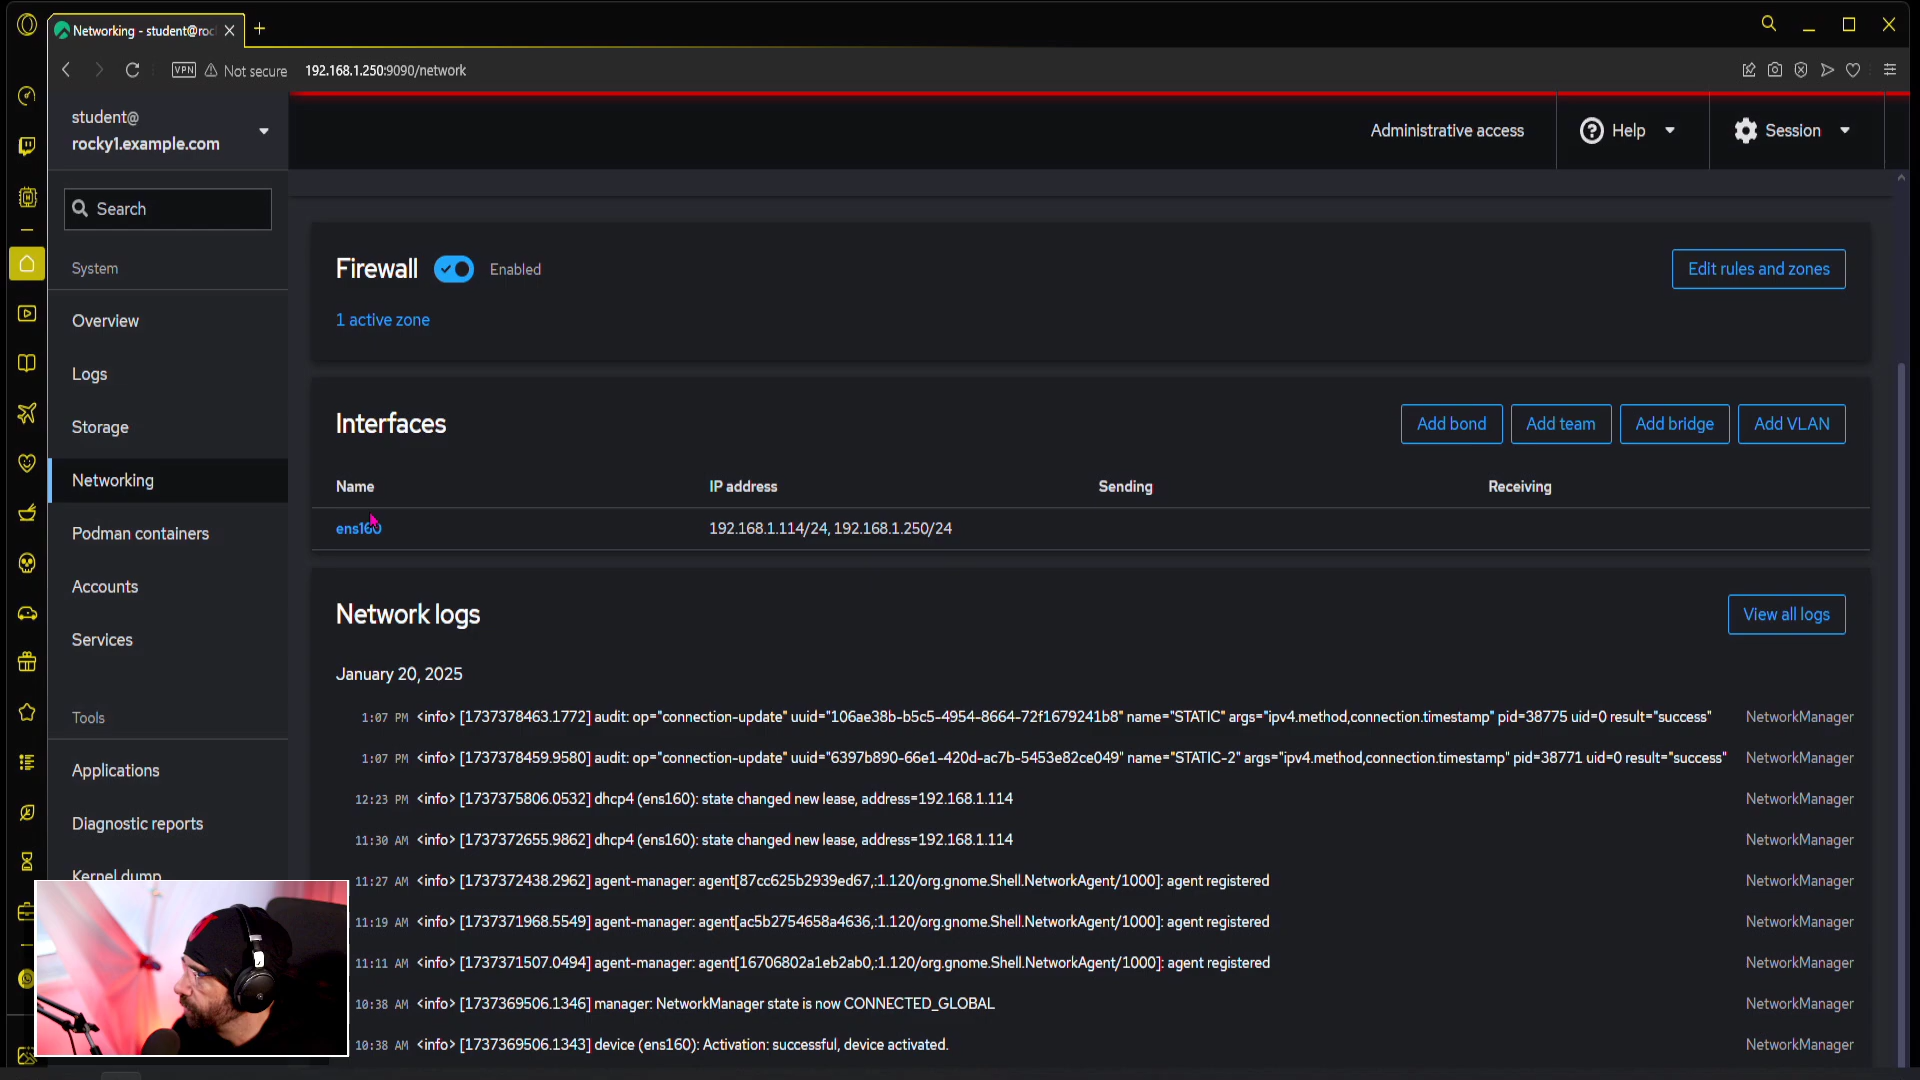 Networking - student@roc
VPN
Not secure
192.168.1.250:9090/network
student@
rocky1.example.com
Administrative access
Help
Session
Search
System
Overview
Logs
Storage
Networking
Podman containers
Accounts
Services
Tools
Applications
Diagnostic reports
Kernel dump
Firewall
Enabled
Edit rules and zones
1 active zone
Interfaces
Add bond
Add team
Add bridge
Add VLAN
Name IP address Sending Receiving
ens160 192.168.1.114/24, 192.168.1.250/24
Network logs
View all logs
January 20, 2025
1:07 PM <info> [1737378463.1772] audit: op="connection-update" uuid="106ae38b-b5c5-4954-8664-72f1679241b8" name="STATIC" args="ipv4.method,connection.timestamp" pid=38775 uid=0 result="success" NetworkManager
1:07 PM <info> [1737378459.9580] audit: op="connection-update" uuid="6397b890-66e1-420d-ac7b-5453e82ce049" name="STATIC-2" args="ipv4.method,connection.timestamp" pid=38771 uid=0 result="success" NetworkManager
12:23 PM <info> [1737375806.0532] dhcp4 (ens160): state changed new lease, address=192.168.1.114 NetworkManager
11:30 AM <info> [1737372655.9862] dhcp4 (ens160): state changed new lease, address=192.168.1.114 NetworkManager
11:27 AM <info> [1737372438.2962] agent-manager: agent[87cc625b2939ed67,:1.120/org.gnome.Shell.NetworkAgent/1000]: agent registered NetworkManager
11:19 AM <info> [1737371968.5549] agent-manager: agent[ac5b2754658a4636,:1.120/org.gnome.Shell.NetworkAgent/1000]: agent registered NetworkManager
11:11 AM <info> [1737371507.0494] agent-manager: agent[16706802a1eb2ab0,:1.120/org.gnome.Shell.NetworkAgent/1000]: agent registered NetworkManager
10:38 AM <info> [1737369506.1346] manager: NetworkManager state is now CONNECTED_GLOBAL NetworkManager
10:38 AM <info> [1737369506.1343] device (ens160): Activation: successful, device activated. NetworkManager